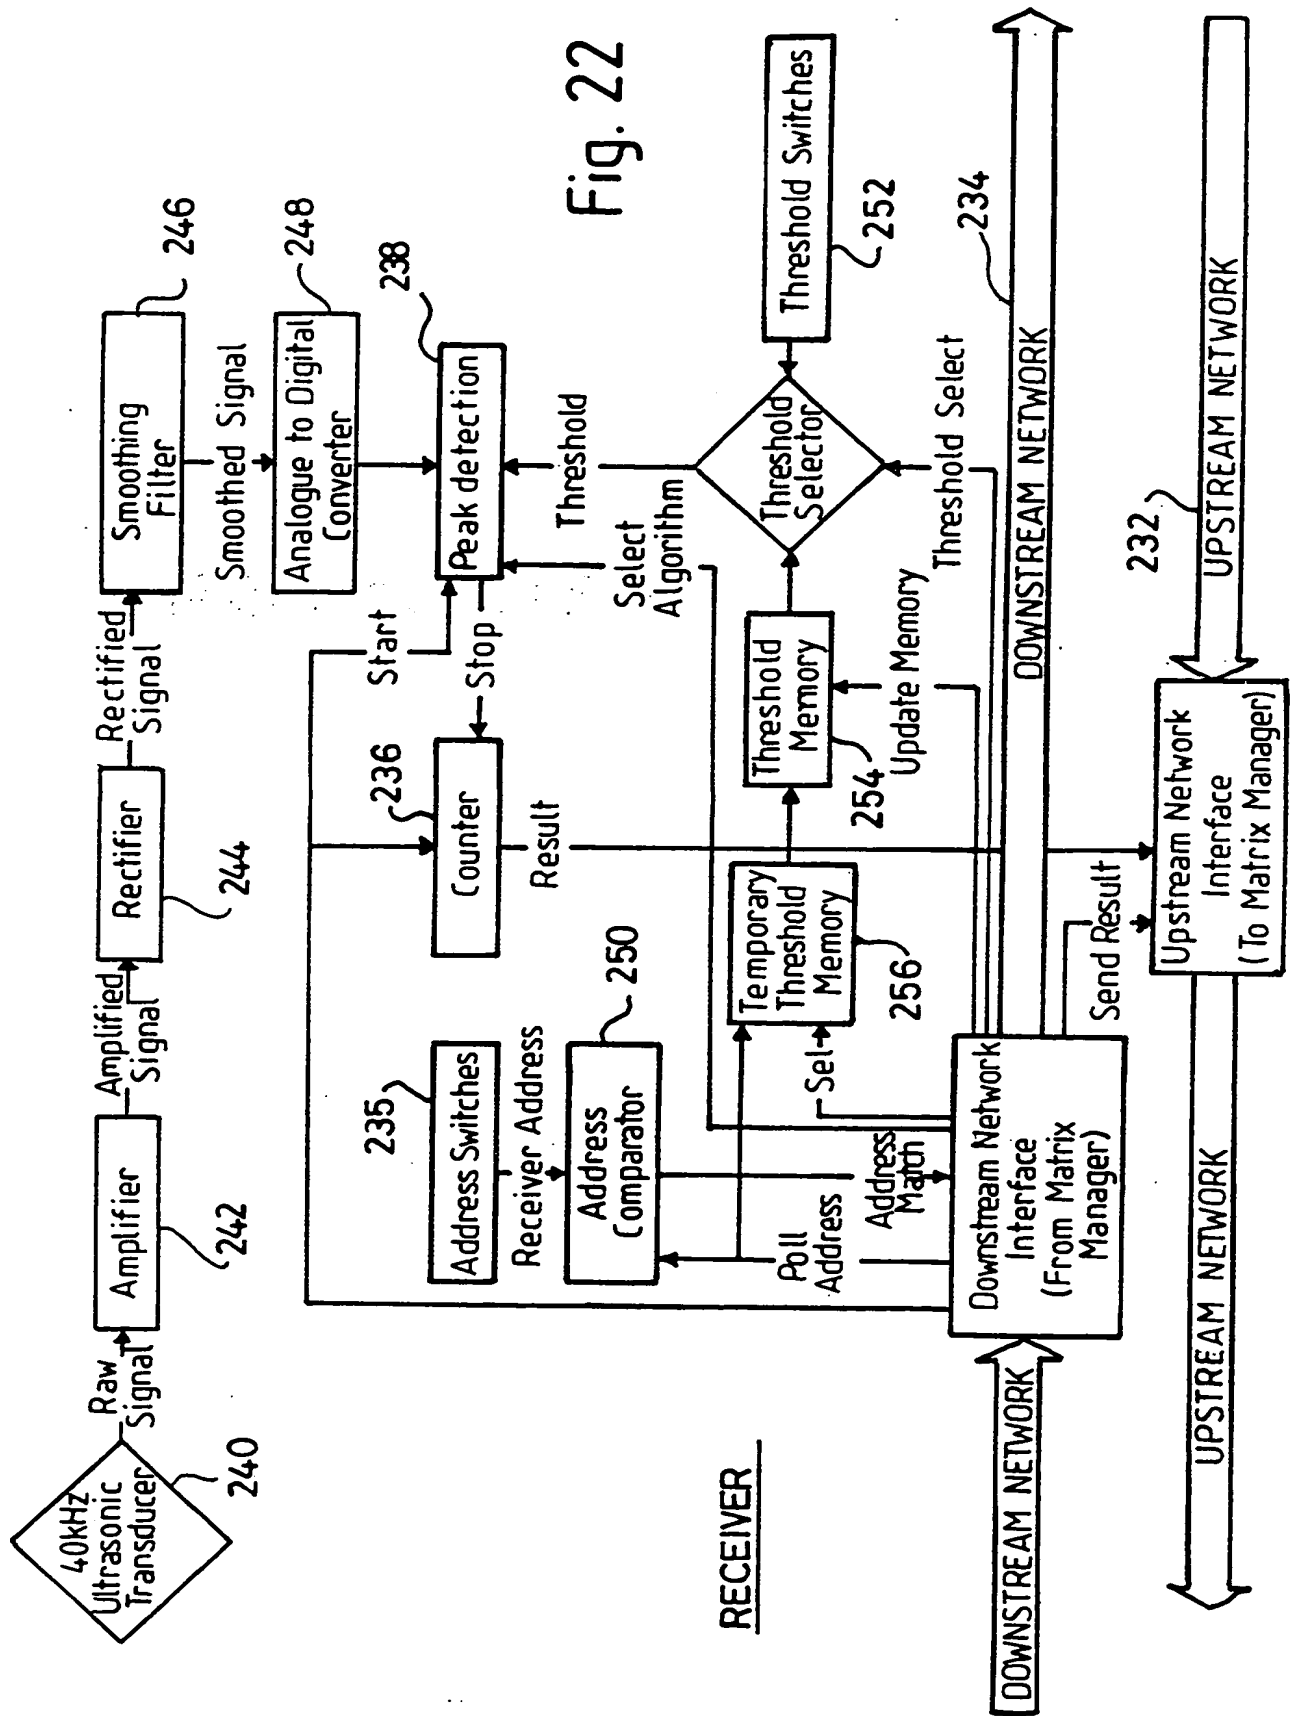 40kHz
Ultrasonic
Transducer
240
Raw
Signal
Amplifier
242
Amplified
Signal
Rectifier
244
Rectified
Signal
Smoothing
Filter
246
Smoothed Signal
Analogue to Digital
Converter
248
Start
Peak detection
238
Stop
Counter
236
Result
Select
Algorithm
Threshold
Address Switches
235
Receiver Address
Address
Comparator
250
Poll
Address
Address
Match
Sel
Temporary
Threshold
Memory
256
Threshold
Memory
254
Update Memory
Threshold
Selector
Threshold Select
Threshold Switches
252
Fig. 22
RECEIVER
DOWNSTREAM NETWORK
Downstream Network
Interface
(From Matrix
Manager)
DOWNSTREAM NETWORK
234
Send Result
UPSTREAM NETWORK
Upstream Network
Interface
(To Matrix Manager)
UPSTREAM NETWORK
232